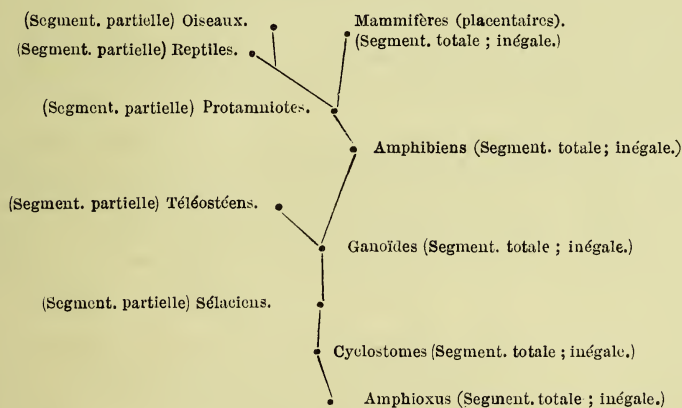 (Segment. partielle) Oiseaux.
Mammifères (placentaires).
(Segment. totale ; inégale.)
(Segment. partielle) Reptiles.
(Segment. partielle) Protamniotes.
Amphibiens (Segment. totale ; inégale.)
(Segment. partielle) Téléostéens.
Ganoïdes (Segment. totale ; inégale.)
(Segment. partielle) Sélaciens.
Cyclostomes (Segment. totale ; inégale.)
Amphioxus (Segment. totale ; inégale.)